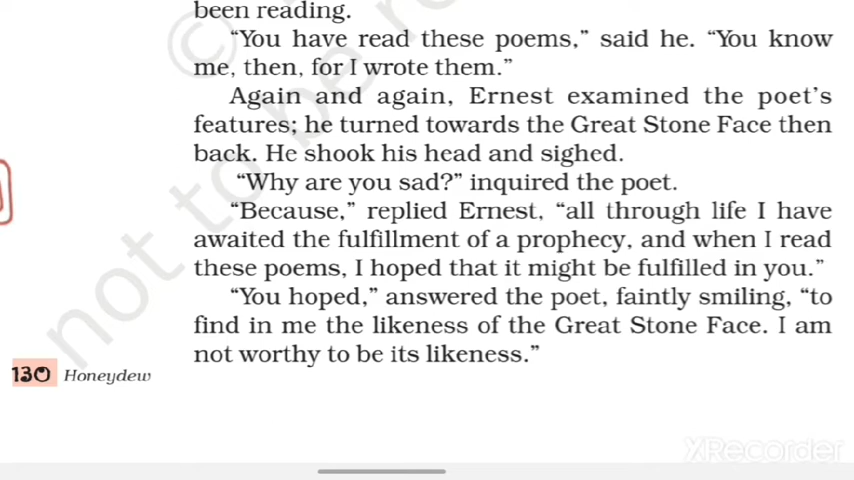 been reading.
“You have read these poems,” said he. “You know
me, then, for I wrote them.”
Again and again, Ernest examined the poet's
features; he turned towards the Great Stone Face then
back. He shook his head and sighed.
“Why are you sad?” inquired the poet.
“Because,” replied Ernest, “all through life I have
awaited the fulfillment of a prophecy, and when I read
these poems, I hoped that it might be fulfilled in you.”
“You hoped,” answered the poet, faintly smiling, “to
find in me the likeness of the Great Stone Face. I am
not worthy to be its likeness.”
130 Honeydew
© not to be re
XRecorder